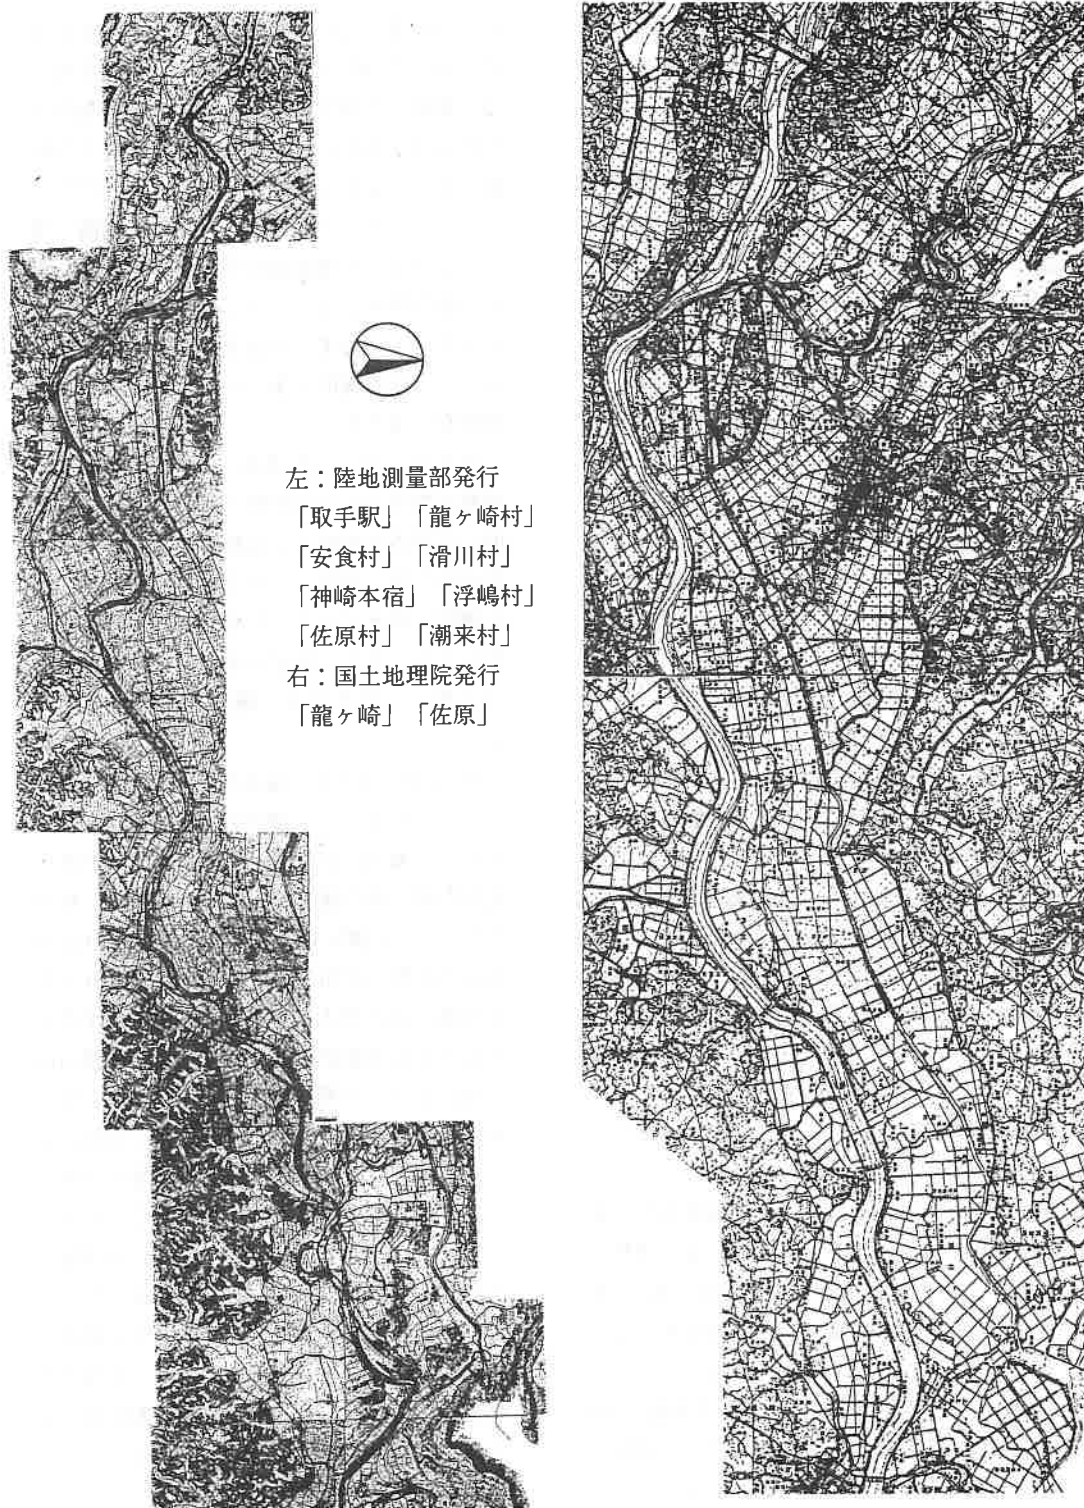 左：陸地測量部発行
「取手駅」「龍ヶ崎村」
「安食村」「滑川村」
「神崎本宿」「浮嶋村」
「佐原村」「潮来村」
右：国土地理院発行
「龍ヶ崎」「佐原」